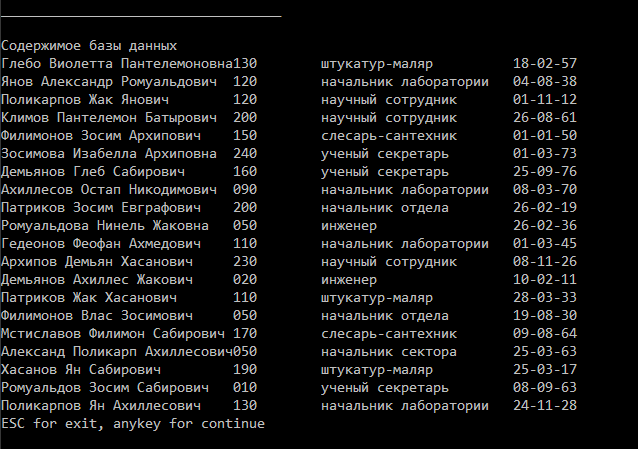 Содержимое базы данных
Глебо Виолетта Пантелемоновна130 штукатур-маляр 18-02-57
Янов Александр Ромуальдович 120 начальник лаборатории 04-08-38
Поликарпов Жак Янович 120 научный сотрудник 01-11-12
Климов Пантелемон Батырович 200 научный сотрудник 26-08-61
Филимонов Зосим Архипович 150 слесарь-сантехник 01-01-50
Зосимова Изабелла Архиповна 240 ученый секретарь 01-03-73
Демьянов Глеб Сабирович 160 ученый секретарь 25-09-76
Ахиллесов Остап Никодимович 090 начальник лаборатории 08-03-70
Патриков Зосим Евграфович 200 начальник отдела 26-02-19
Ромуальдова Нинель Жаковна 050 инженер 26-02-36
Гедеонов Феофан Ахмедович 110 начальник лаборатории 01-03-45
Архипов Демьян Хасанович 230 научный сотрудник 08-11-26
Демьянов Ахиллес Жакович 020 инженер 10-02-11
Патриков Жак Хасанович 110 штукатур-маляр 28-03-33
Филимонов Влас Зосимович 050 начальник отдела 19-08-30
Мстиславов Филимон Сабирович 170 слесарь-сантехник 09-08-64
Александ Поликарп Ахиллесович050 начальник сектора 25-03-63
Хасанов Ян Сабирович 190 штукатур-маляр 25-03-17
Ромуальдов Зосим Сабирович 010 ученый секретарь 08-09-63
Поликарпов Ян Ахиллесович 130 начальник лаборатории 24-11-28
ESC for exit, anykey for continue